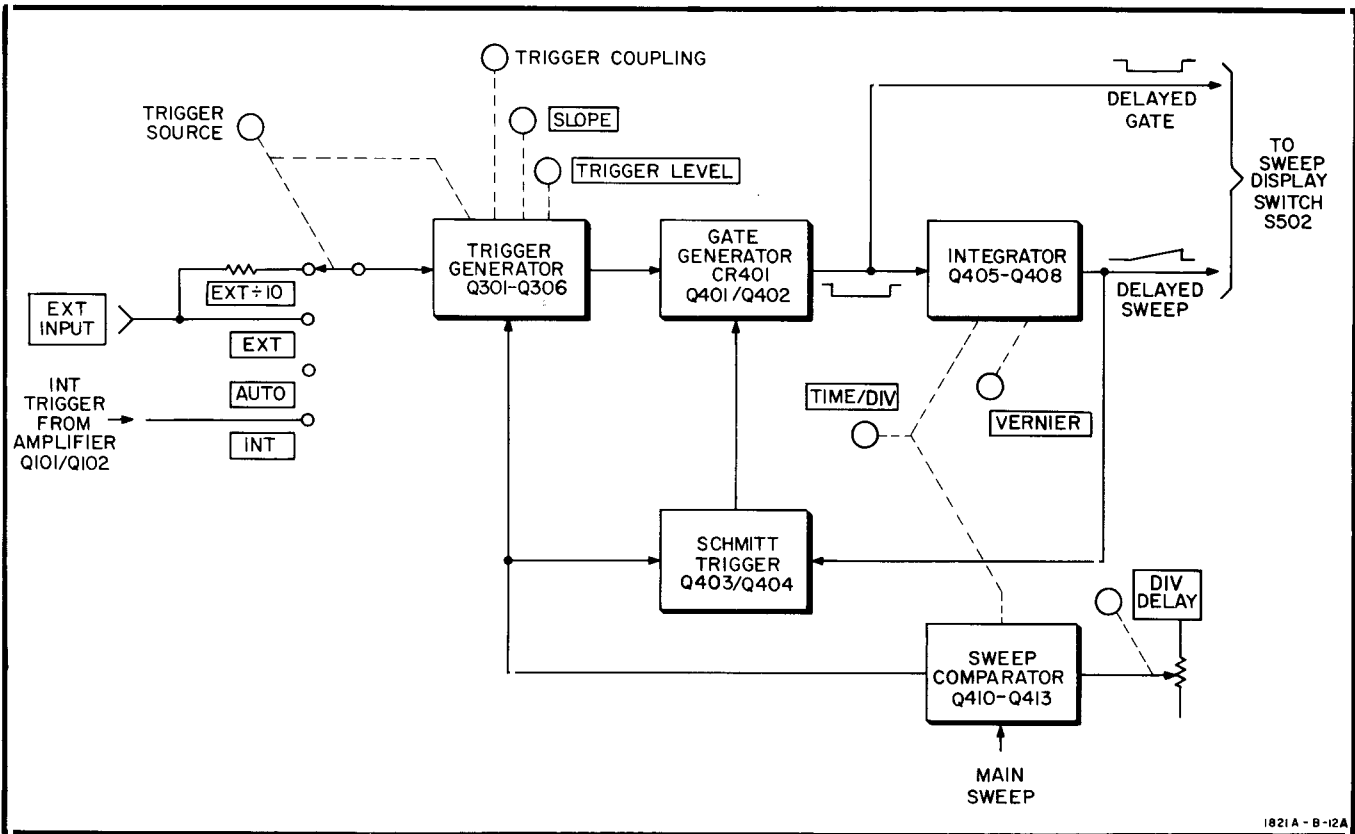 TRIGGER COUPLING
TRIGGER
SOURCE
SLOPE
TRIGGER LEVEL
DELAYED
GATE
TO
SWEEP
DISPLAY
SWITCH
S502
TRIGGER
GENERATOR
Q301-Q306
GATE
GENERATOR
CR401
Q401/Q402
INTEGRATOR
Q405-Q408
DELAYED
SWEEP
EXT
INPUT
EXT÷10
EXT
AUTO
INT
INT
TRIGGER
FROM
AMPLIFIER
Q101/Q102
TIME/DIV
VERNIER
SCHMITT
TRIGGER
Q403/Q404
DIV
DELAY
SWEEP
COMPARATOR
Q410-Q413
MAIN
SWEEP
1821A-B-12A